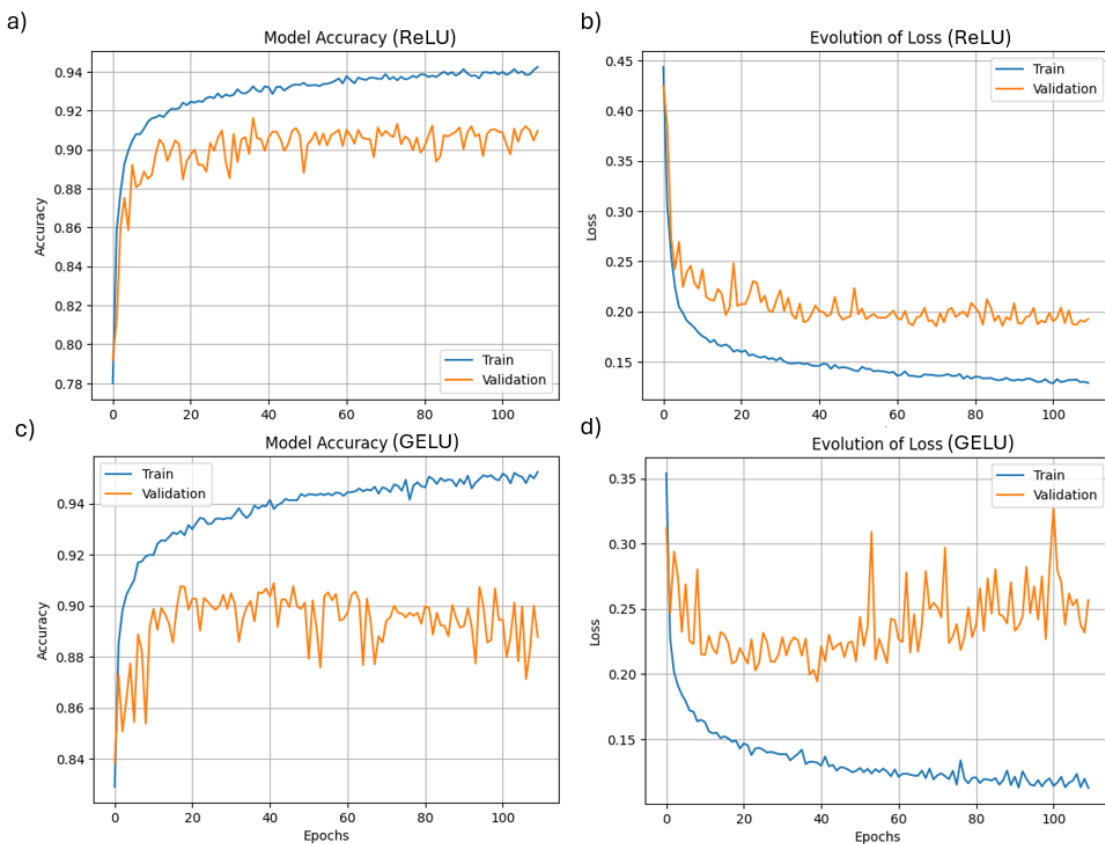 a)
Model Accuracy (ReLU)
Accuracy
0.94
0.92
0.90
0.88
0.86
0.84
0.82
0.80
0.78
0
20
40
60
80
100
Train
Validation
b)
Evolution of Loss (ReLU)
Loss
0.45
0.40
0.35
0.30
0.25
0.20
0.15
0
20
40
60
80
100
Train
Validation
c)
Model Accuracy (GELU)
Accuracy
0.94
0.92
0.90
0.88
0.86
0.84
0
20
40
60
80
100
Epochs
Train
Validation
d)
Evolution of Loss (GELU)
Loss
0.35
0.30
0.25
0.20
0.15
0
20
40
60
80
100
Epochs
Train
Validation